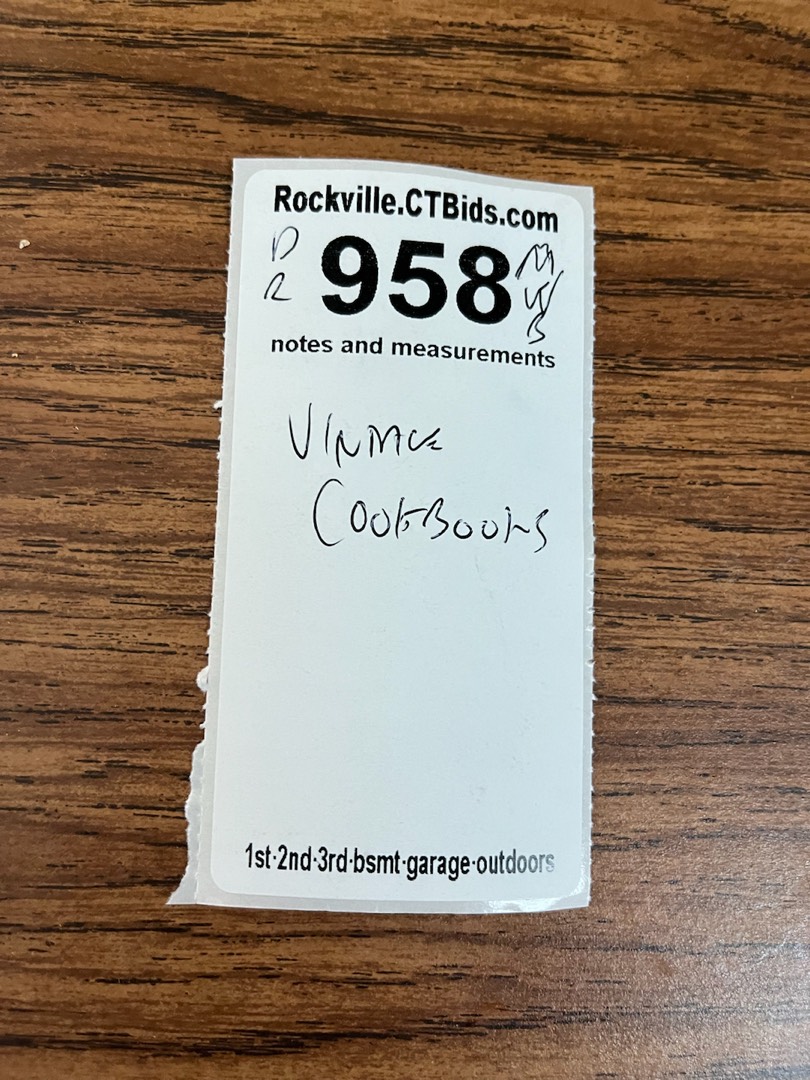 Rockville.CTBids.com
D
R
958
M
W
B
notes and measurements
VINTAGE
COOKBOOKS
1st·2nd·3rd·bsmt·garage·outdoors